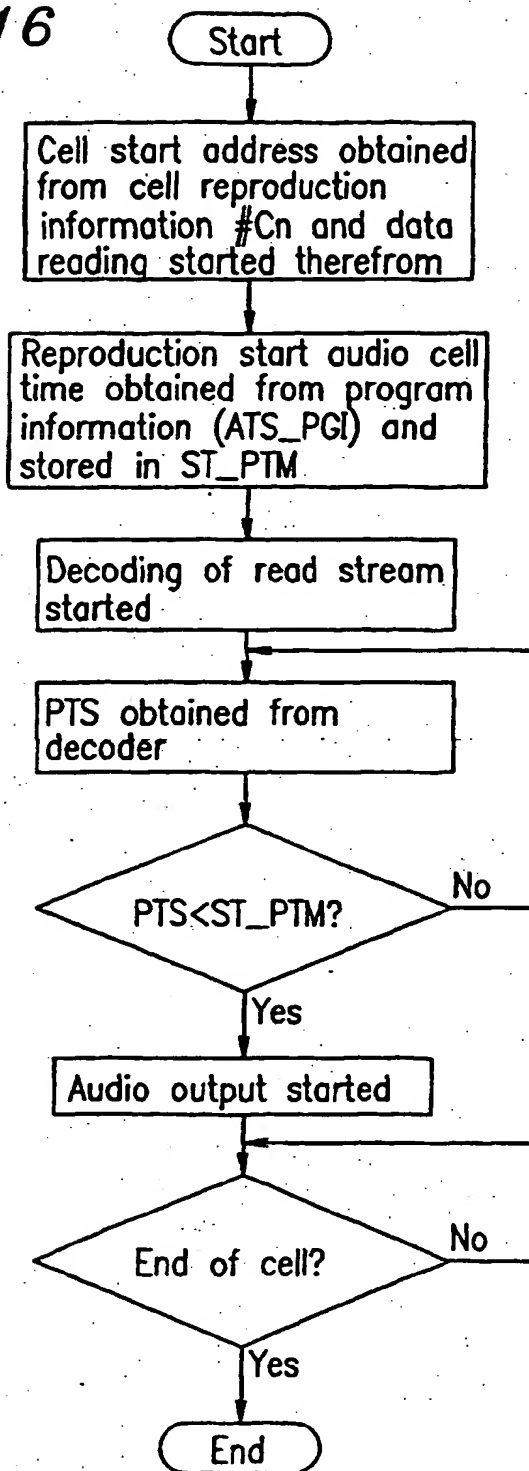 16
Start
Cell start address obtained
from cell reproduction
information #Cn and data
reading started therefrom
Reproduction start audio cell
time obtained from program
information (ATS_PGI) and
stored in ST_PTM
Decoding of read stream
started
PTS obtained from
decoder
PTS<ST_PTM?
No
Yes
Audio output started
End of cell?
No
Yes
End